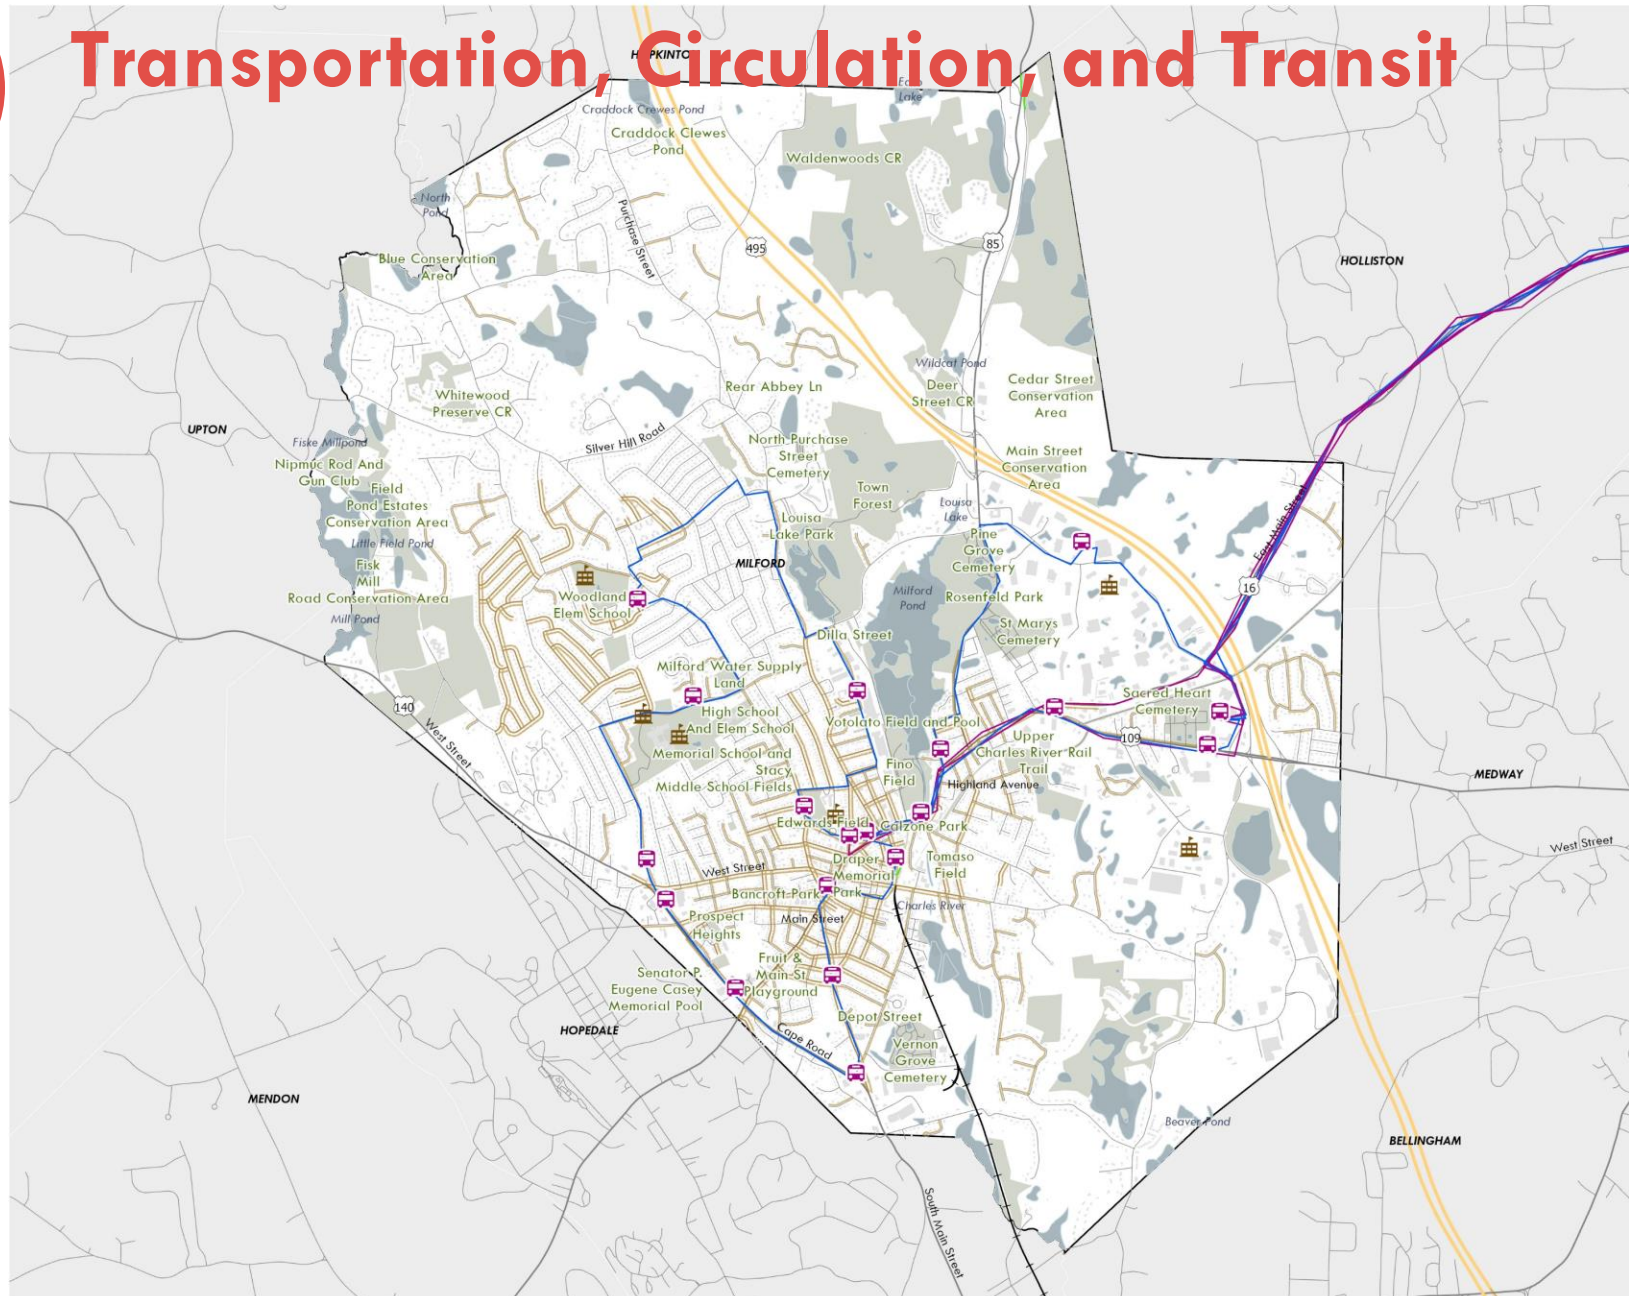 Transportation, Circulation, and Transit
HOPKINTON
Echo
Lake
Craddock Crewes Pond
Craddock Clewes
Pond
Waldenwoods CR
North
Pond
Purchase Street
495
85
Blue Conservation
Area
HOLLISTON
Wildcat Pond
Rear Abbey Ln
Deer
Street CR
Cedar Street
Conservation
Area
Whitewood
Preserve CR
UPTON
Fiske Millpond
Silver Hill Road
North Purchase
Street
Cemetery
Main Street
Conservation
Area
Nipmuc Rod And
Gun Club
Field
Pond Estates
Conservation Area
Town
Forest
Louisa
Lake
Louisa
Lake Park
Little Field Pond
Pine
Grove
Cemetery
East Main Street
MILFORD
Fisk
Mill
Road Conservation Area
Woodland
Elem School
Milford
Pond
Rosenfeld Park
16
Mill Pond
St Marys
Cemetery
Dilla Street
Milford Water Supply
Land
Sacred Heart
Cemetery
140
West Street
High School
And Elem School
Votolato Field and Pool
109
Upper
Charles River Rail
Trail
Memorial School and
Stacy
Middle School Fields
Fino
Field
Highland Avenue
MEDWAY
Edwards Field
Calzone Park
West Street
West Street
Draper
Memorial
Park
Tomaso
Field
Bancroft Park
Charles River
Main Street
Prospect
Heights
Fruit &
Main St
Playground
Senator P.
Eugene Casey
Memorial Pool
Depot Street
HOPEDALE
Cape Road
Vernon
Grove
Cemetery
MENDON
Beaver Pond
BELLINGHAM
South Main Street